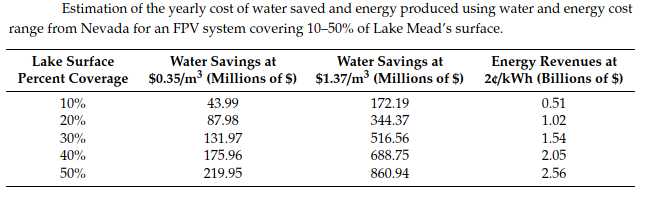 Estimation of the yearly cost of water saved and energy produced using water and energy cost
range from Nevada for an FPV system covering 10–50% of Lake Mead's surface.
Lake Surface Water Savings at Water Savings at Energy Revenues at
Percent Coverage $0.35/m³ (Millions of $) $1.37/m³ (Millions of $) 2¢/kWh (Billions of $)
10% 43.99 172.19 0.51
20% 87.98 344.37 1.02
30% 131.97 516.56 1.54
40% 175.96 688.75 2.05
50% 219.95 860.94 2.56